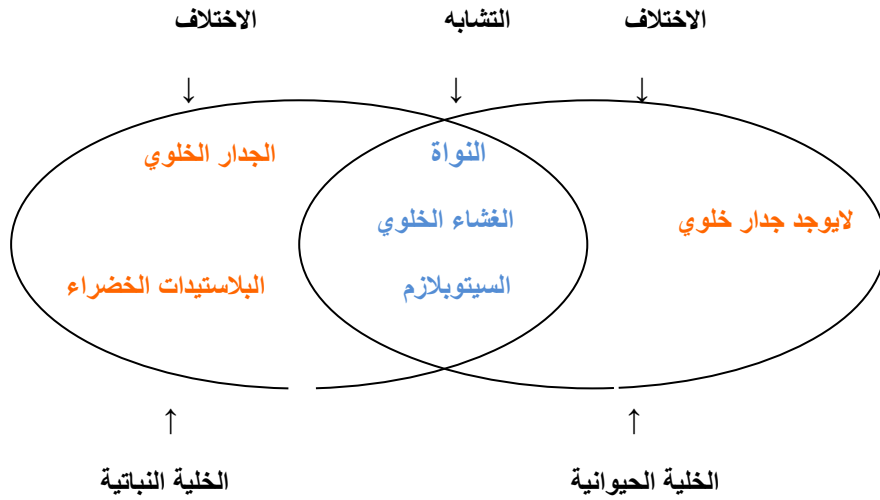 الاختلاف
التشابه
الاختلاف
النواة
الجدار الخلوي
الغشاء الخلوي
لايوجد جدار خلوي
السيتوبلازم
البلاستيدات الخضراء
الخلية الحيوانية
الخلية النباتية